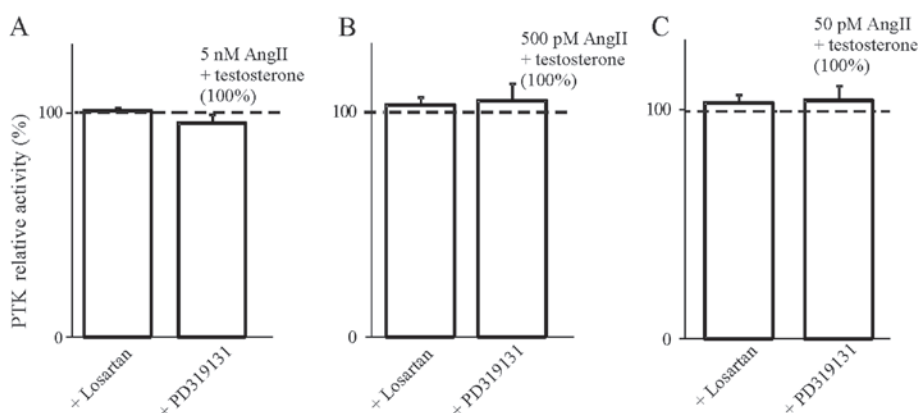 A
5 nM AngII
+ testosterone
(100%)
100
0
PTK relative activity (%)
+ Losartan
+ PD319131
B
500 pM AngII
+ testosterone
(100%)
100
0
+ Losartan
+ PD319131
C
50 pM AngII
+ testosterone
(100%)
100
0
+ Losartan
+ PD319131